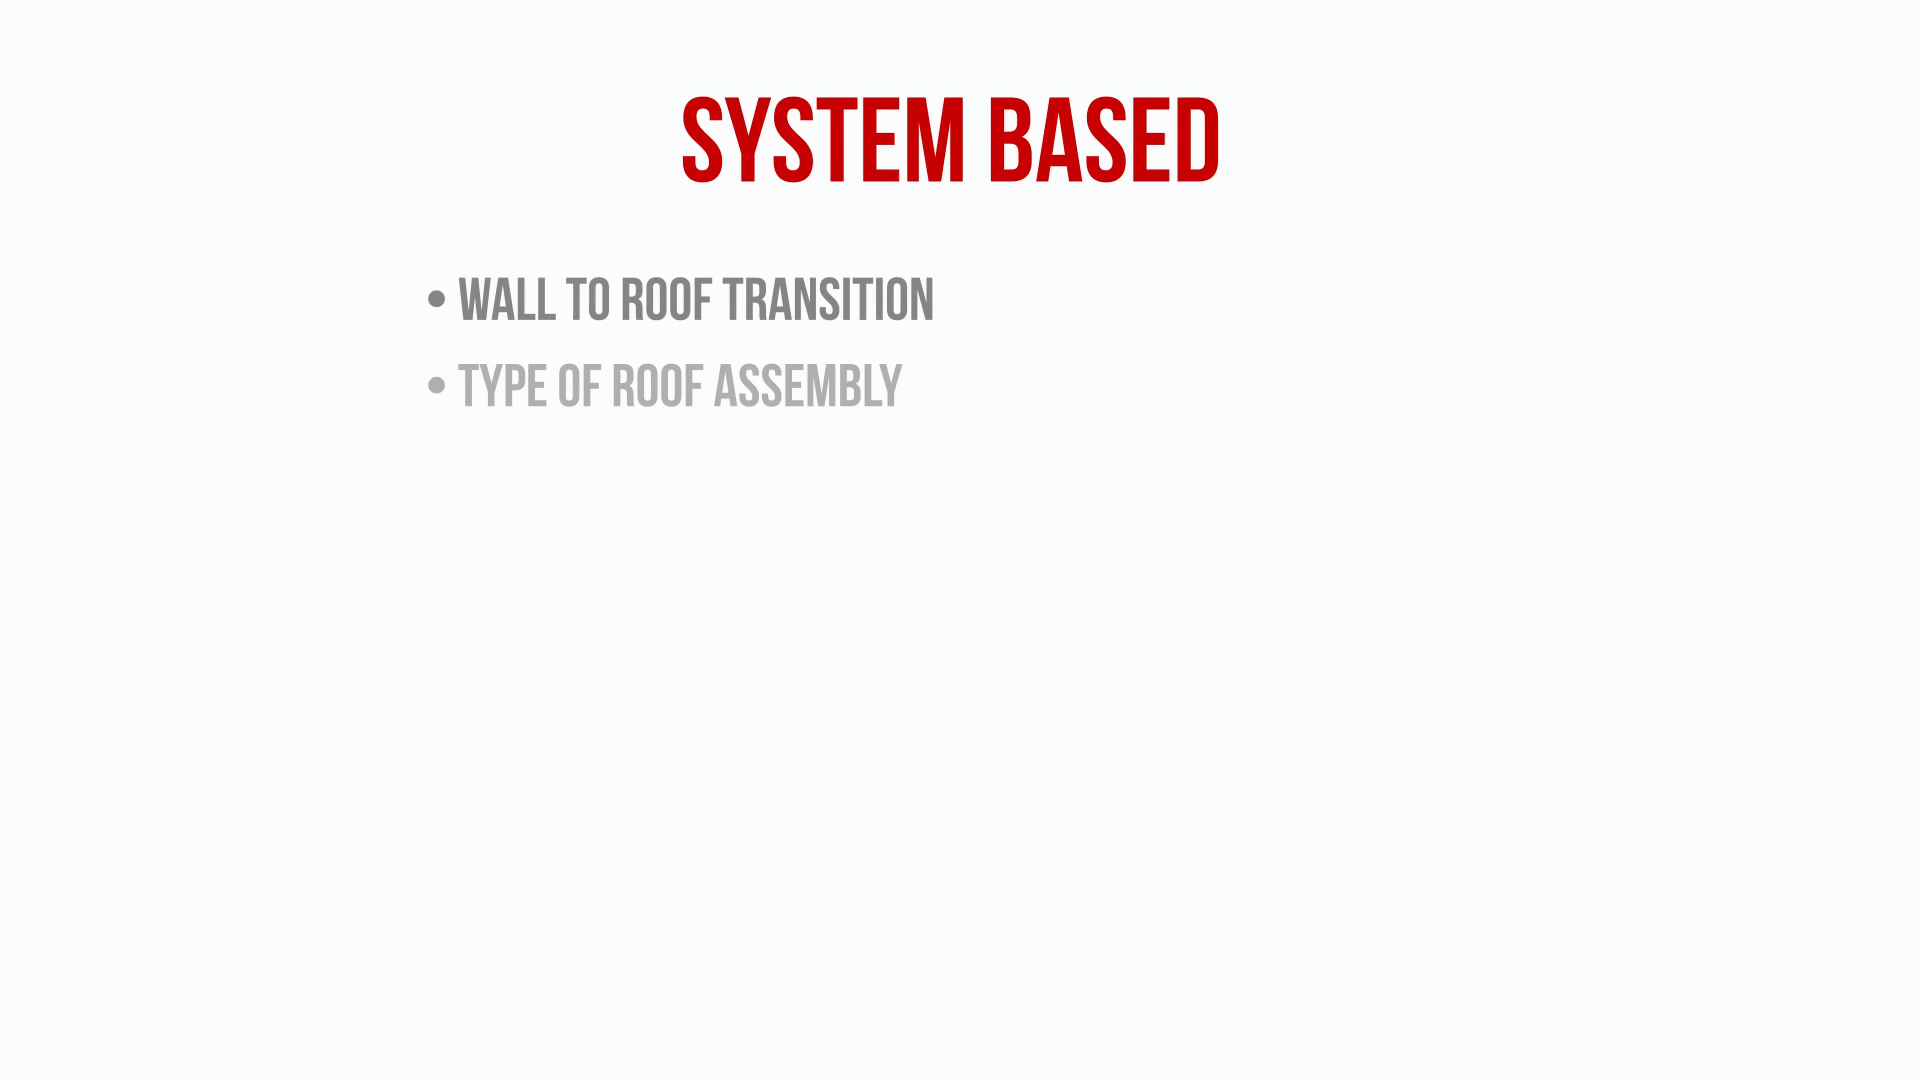 SYSTEM BASED
• WALL TO ROOF TRANSITION
• TYPE OF ROOF ASSEMBLY